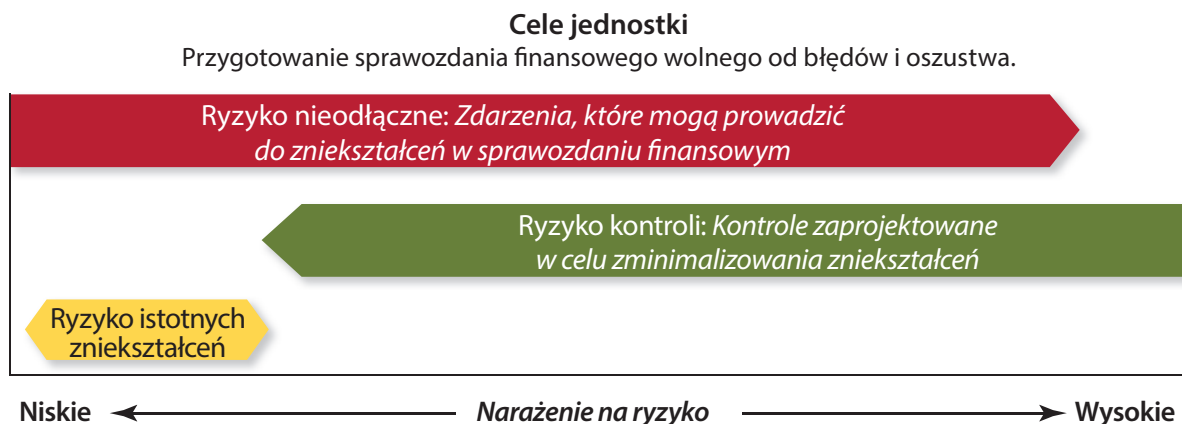 Cele jednostki
Przygotowanie sprawozdania finansowego wolnego od błędów i oszustwa.
Ryzyko nieodłączne: Zdarzenia, które mogą prowadzić
do zniekształceń w sprawozdaniu finansowym
Ryzyko kontroli: Kontrole zaprojektowane
w celu zminimalizowania zniekształceń
Ryzyko istotnych
zniekształceń
Niskie Narażenie na ryzyko Wysokie